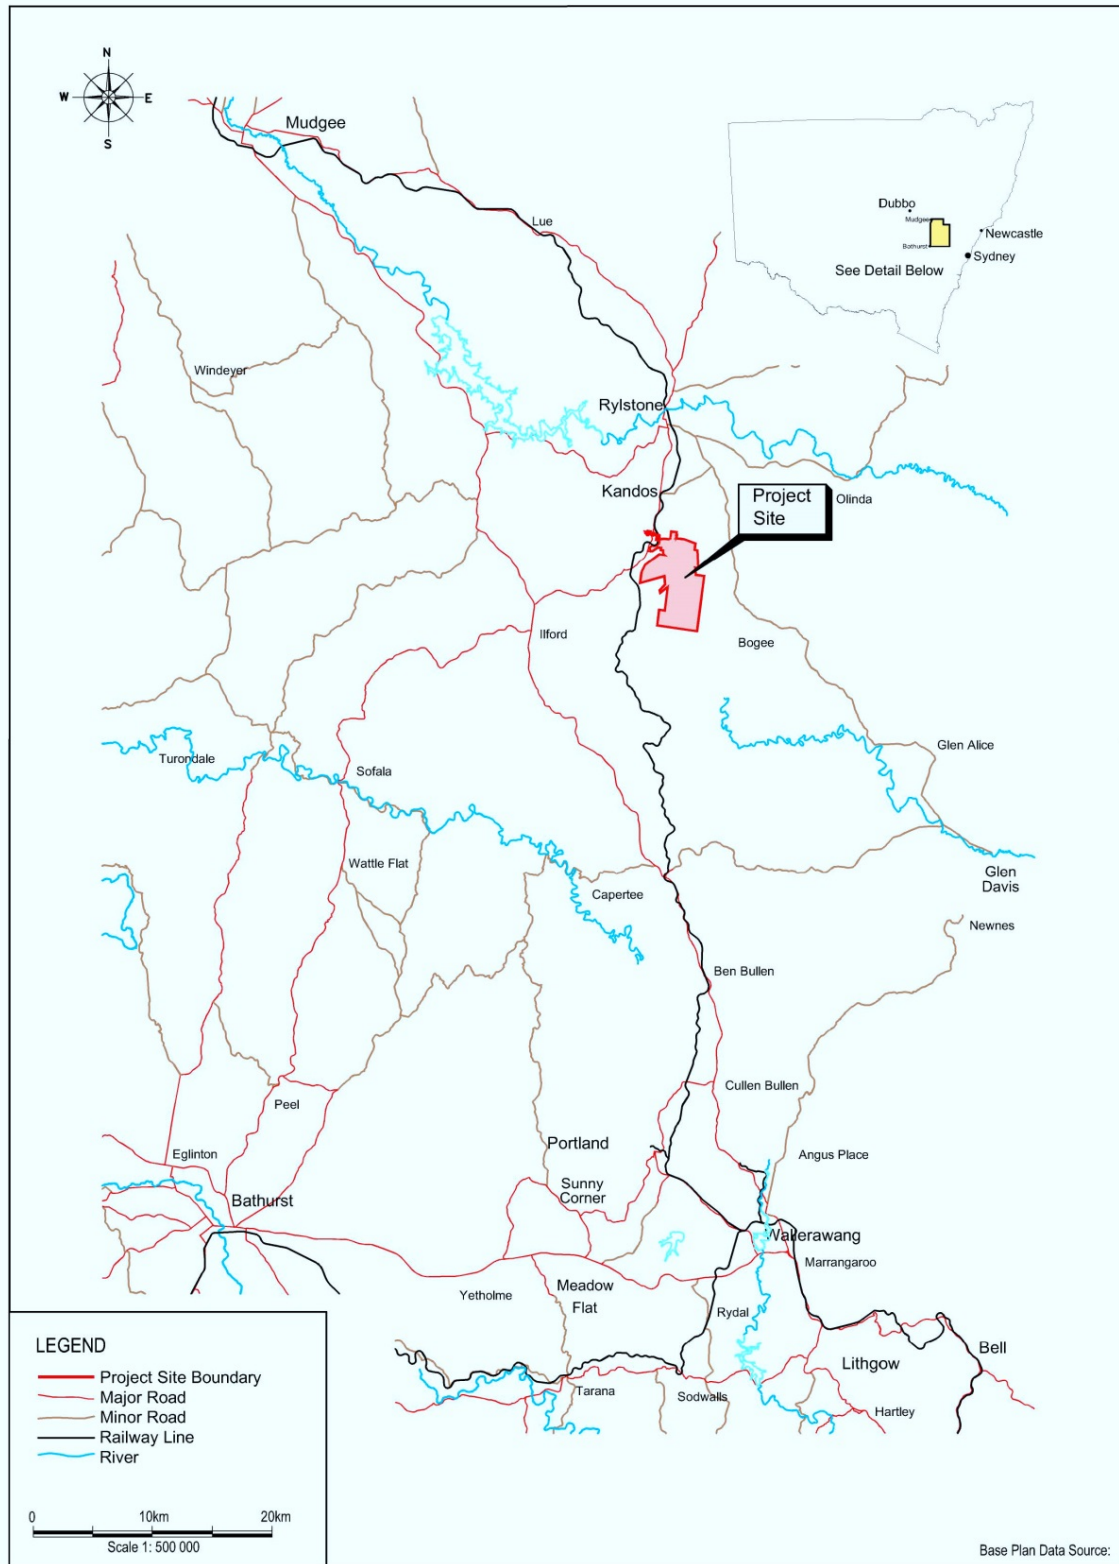 N
W
E
S
Mudgee
Lue
Dubbo
Mudgee
Bathurst
Newcastle
Sydney
See Detail Below
Windeyer
Rylstone
Kandos
Project
Site
Olinda
Ilford
Bogee
Turondale
Sofala
Glen Alice
Wattle Flat
Capertee
Glen
Davis
Newnes
Ben Bullen
Cullen Bullen
Peel
Portland
Eglinton
Angus Place
Sunny
Corner
Bathurst
Wallerawang
Marrangaroo
Yetholme
Meadow
Flat
Rydal
Lithgow
Bell
Tarana
Sodwalls
Hartley
LEGEND
Project Site Boundary
Major Road
Minor Road
Railway Line
River
0 10km 20km
Scale 1: 500 000
Base Plan Data Source: